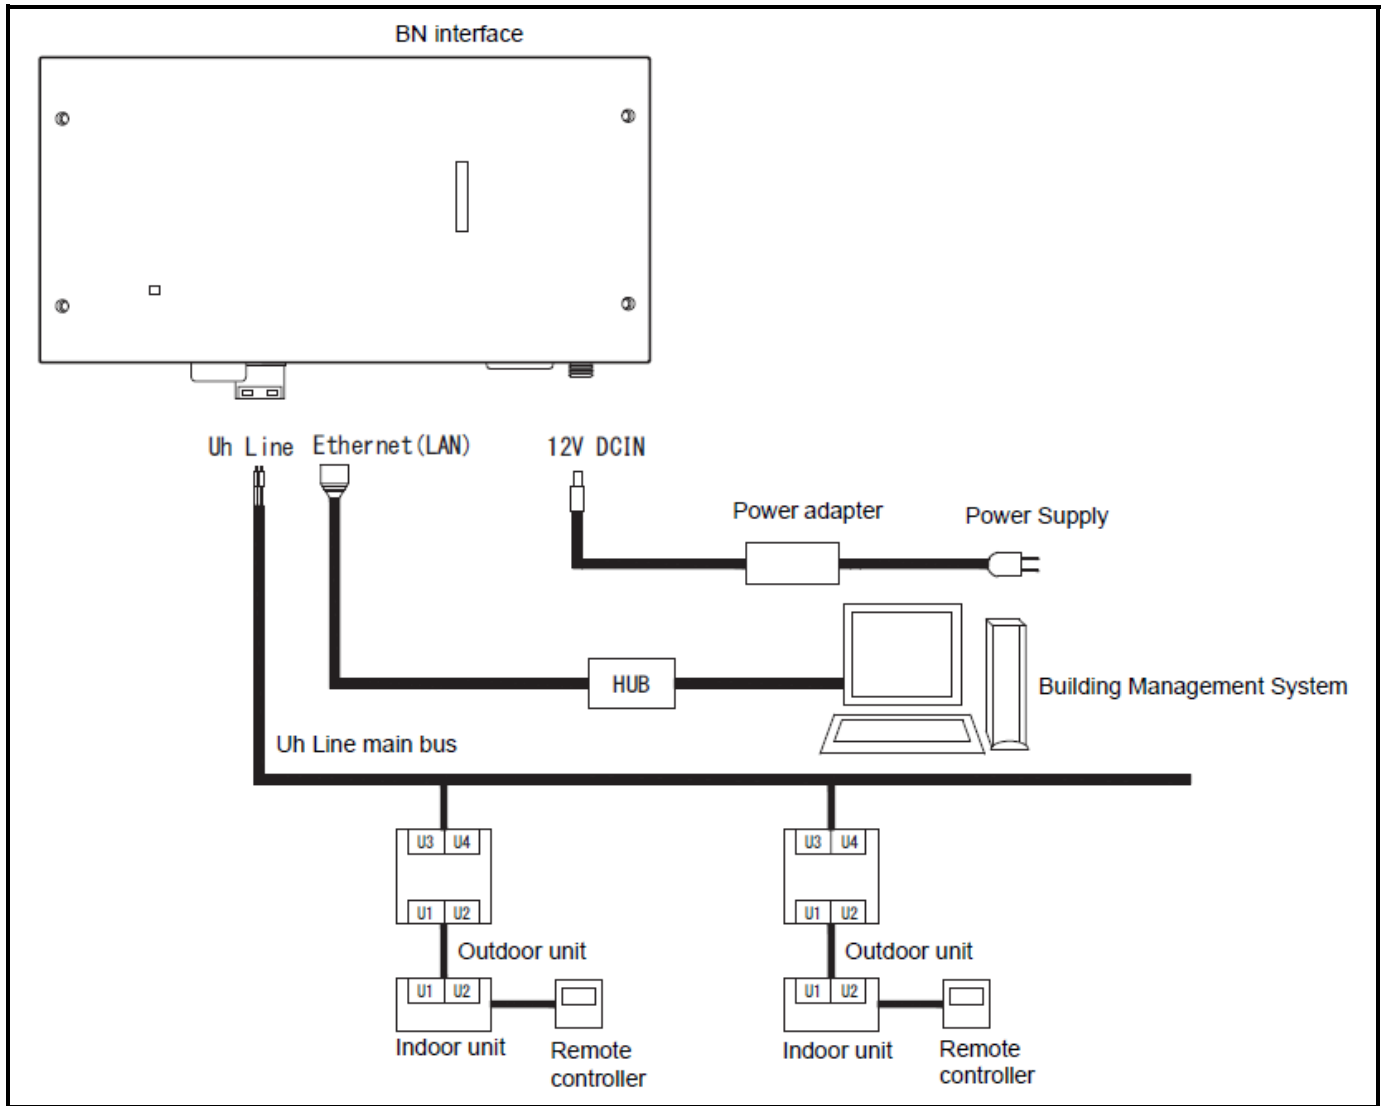 BN interface
Uh Line
Ethernet(LAN)
12V DCIN
Power adapter
Power Supply
HUB
Building Management System
Uh Line main bus
U3 U4
U3 U4
U1 U2
U1 U2
Outdoor unit
Outdoor unit
U1 U2
U1 U2
Indoor unit
Remote
controller
Indoor unit
Remote
controller